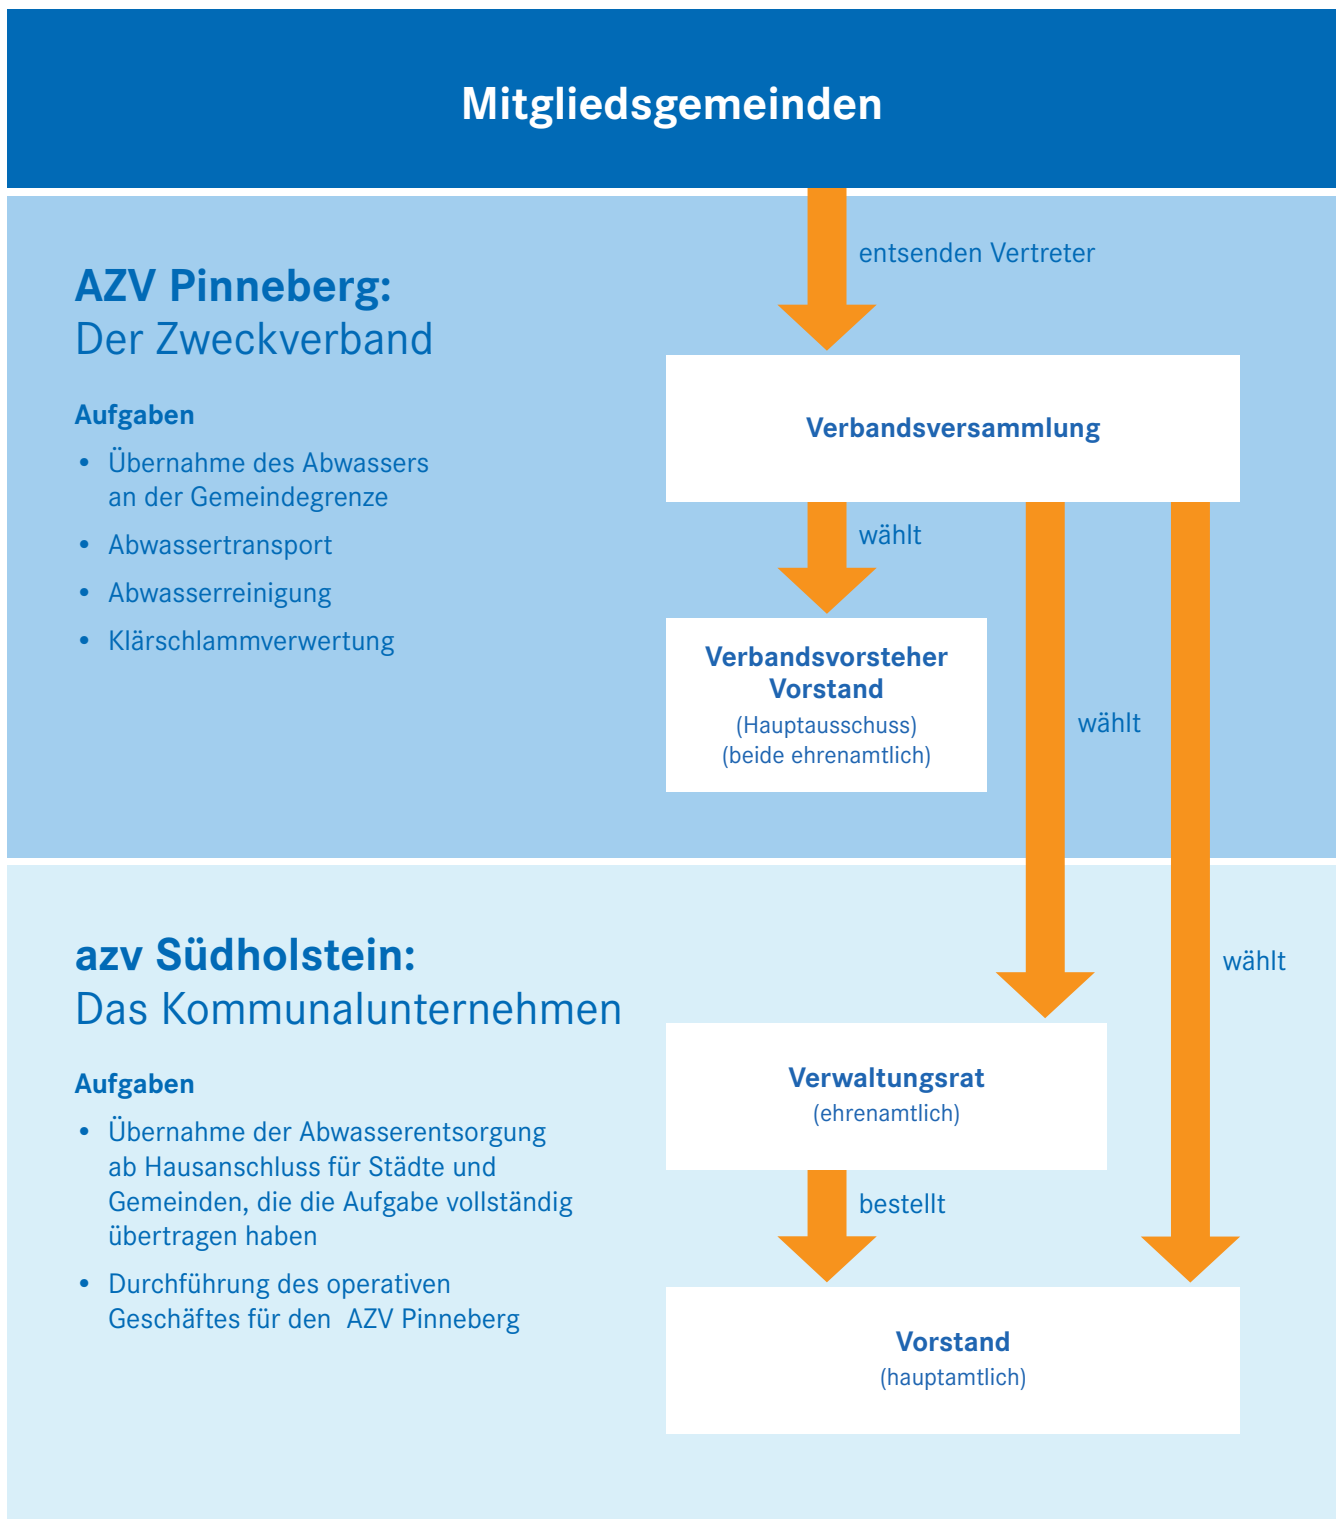 Mitgliedsgemeinden
entsenden Vertreter
AZV Pinneberg:
Der Zweckverband
Aufgaben
• Übernahme des Abwassers
an der Gemeindegrenze
• Abwassertransport
• Abwasserreinigung
• Klärschlammverwertung
Verbandsversammlung
wählt
Verbandsvorsteher
Vorstand
(Hauptausschuss)
(beide ehrenamtlich)
wählt
wählt
azv Südholstein:
Das Kommunalunternehmen
Aufgaben
• Übernahme der Abwasserentsorgung
ab Hausanschluss für Städte und
Gemeinden, die die Aufgabe vollständig
übertragen haben
• Durchführung des operativen
Geschäftes für den AZV Pinneberg
Verwaltungsrat
(ehrenamtlich)
bestellt
Vorstand
(hauptamtlich)